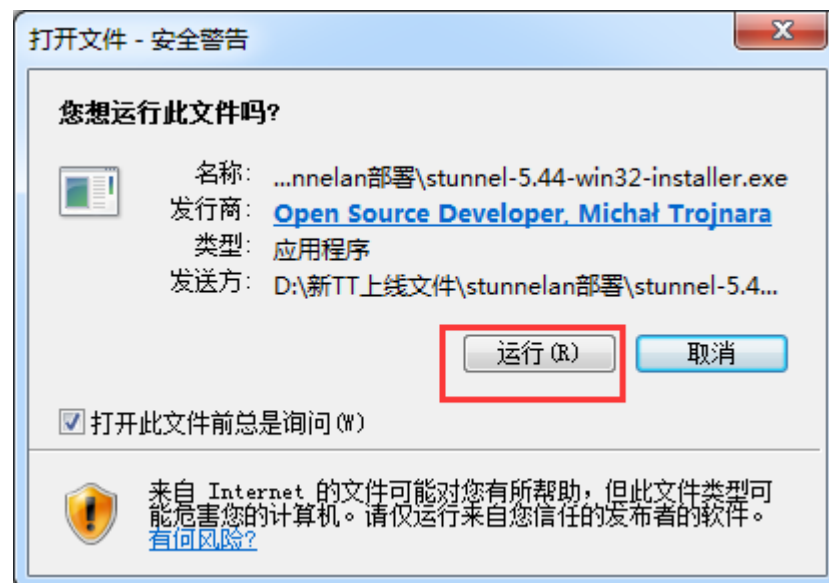 打开文件 - 安全警告
您想运行此文件吗?
名称: ...nnelan部署\stunnel-5.44-win32-installer.exe
发行商: Open Source Developer, Michał Trojnara
类型: 应用程序
发送方: D:\新TT上线文件\stunnelan部署\stunnel-5.4...
运行(R) 取消
打开此文件前总是询问(W)
来自 Internet 的文件可能对您有所帮助，但此文件类型可
能危害您的计算机。请仅运行来自您信任的发布者的软件。
有何风险?